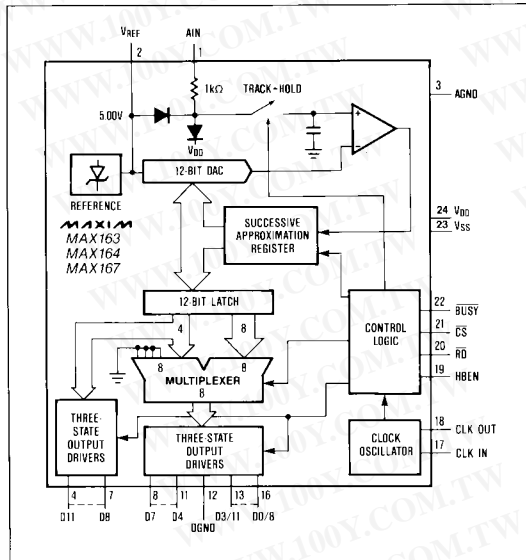 VREF
AIN
2
1
1kΩ
TRACK-HOLD
3
AGND
5.00V
VDD
+
−
12-BIT DAC
REFERENCE
MAXIM
MAX163
MAX164
MAX167
SUCCESSIVE
APPROXIMATION
REGISTER
24 VDD
23 VSS
12-BIT LATCH
4
8
22 BUSY
21 CS
20 RD
19 HBEN
CONTROL
LOGIC
8
8
MULTIPLEXER
8
THREE-
STATE
OUTPUT
DRIVERS
THREE-STATE
OUTPUT
DRIVERS
CLOCK
OSCILLATOR
18 CLK OUT
17 CLK IN
4 7 8 11 12 13 16
D11 D8 D7 D4 D3/11 D0/8
DGND
WWW.100Y.COM.TW